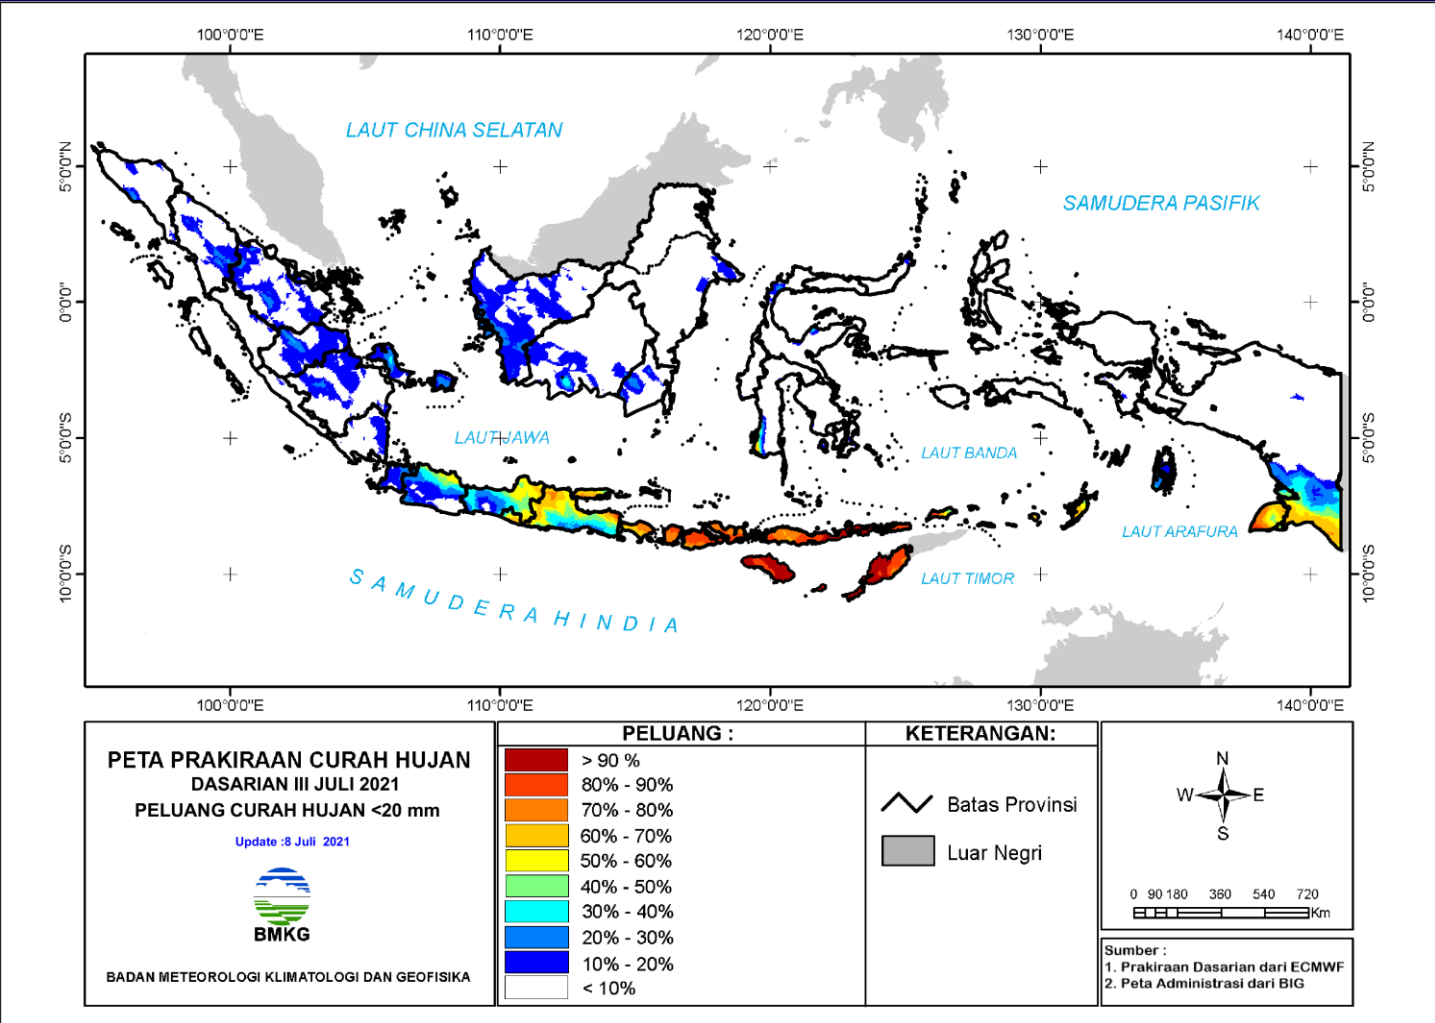 100°0'0"E 110°0'0"E 120°0'0"E 130°0'0"E 140°0'0"E
5°0'0"N
0°0'0"
5°0'0"S
10°0'0"S
LAUT CHINA SELATAN
SAMUDERA PASIFIK
LAUT JAWA
LAUT BANDA
LAUT ARAFURA
LAUT TIMOR
SAMUDERA HINDIA
5°0'0"N
0°0'0"
5°0'0"S
10°0'0"S
100°0'0"E 110°0'0"E 120°0'0"E 130°0'0"E 140°0'0"E
PETA PRAKIRAAN CURAH HUJAN
DASARIAN III JULI 2021
PELUANG CURAH HUJAN <20 mm
Update :8 Juli 2021
BMKG
BADAN METEOROLOGI KLIMATOLOGI DAN GEOFISIKA
PELUANG :
> 90 %
80% - 90%
70% - 80%
60% - 70%
50% - 60%
40% - 50%
30% - 40%
20% - 30%
10% - 20%
< 10%
KETERANGAN:
Batas Provinsi
Luar Negri
N
W E
S
0 90 180 360 540 720
Km
Sumber :
1. Prakiraan Dasarian dari ECMWF
2. Peta Administrasi dari BIG